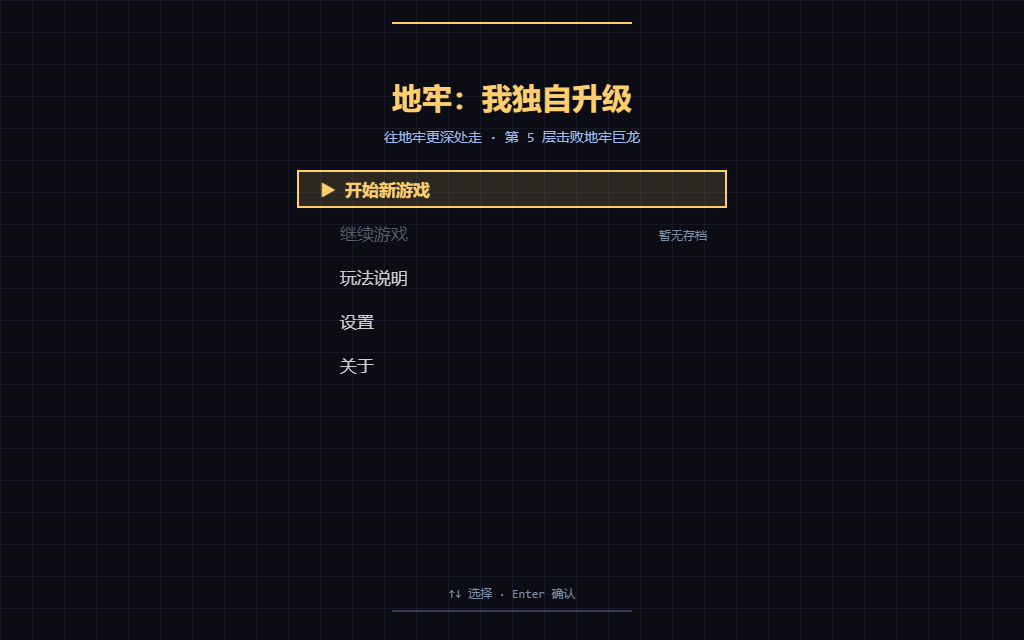 地牢：我独自升级
往地牢更深处走 · 第 5 层击败地牢巨龙
▶ 开始新游戏
继续游戏 暂无存档
玩法说明
设置
关于
↑↓ 选择 · Enter 确认